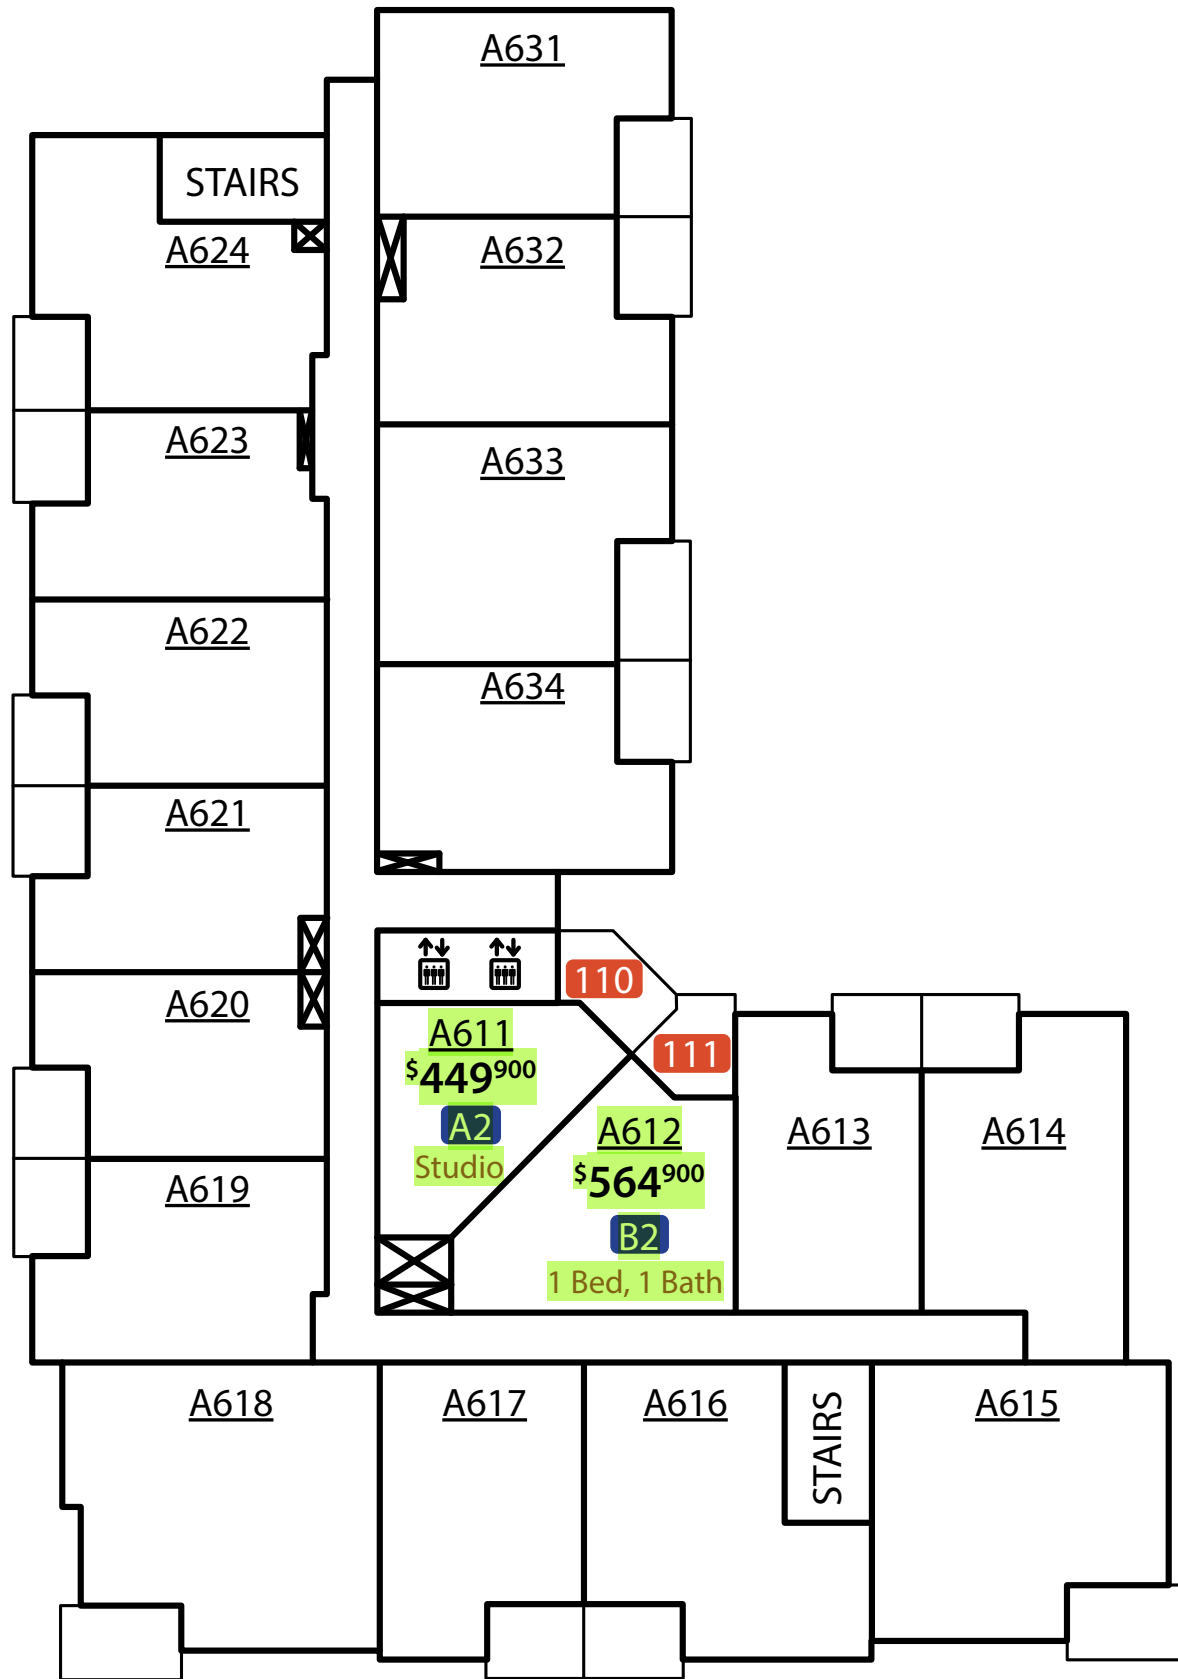 A631
STAIRS
A624
A632
A623
A633
A622
A634
A621
110
A620
A611
$449900
A2
Studio
111
A612
$564900
B2
1 Bed, 1 Bath
A613
A614
A619
A618
A617
A616
STAIRS
A615